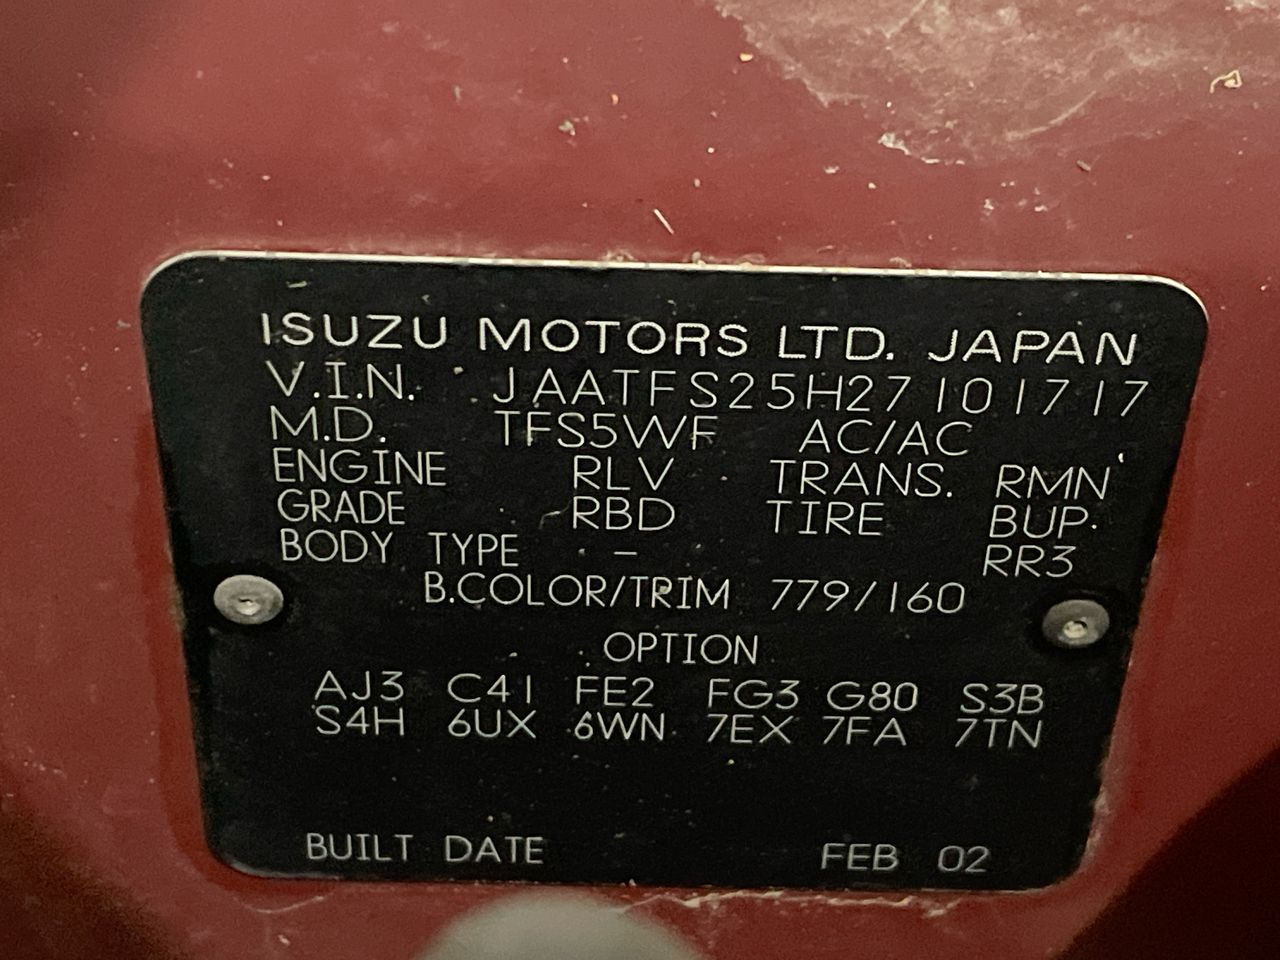 ISUZU MOTORS LTD. JAPAN
V.I.N. JAATFS25H27101717
M.D. TFS5WF AC/AC
ENGINE RLV TRANS. RMN
GRADE RBD TIRE BUP
BODY TYPE - RR3
B.COLOR/TRIM 779/160
OPTION
AJ3 C41 FE2 FG3 G80 S3B
S4H 6UX 6WN 7EX 7FA 7TN
BUILT DATE FEB 02